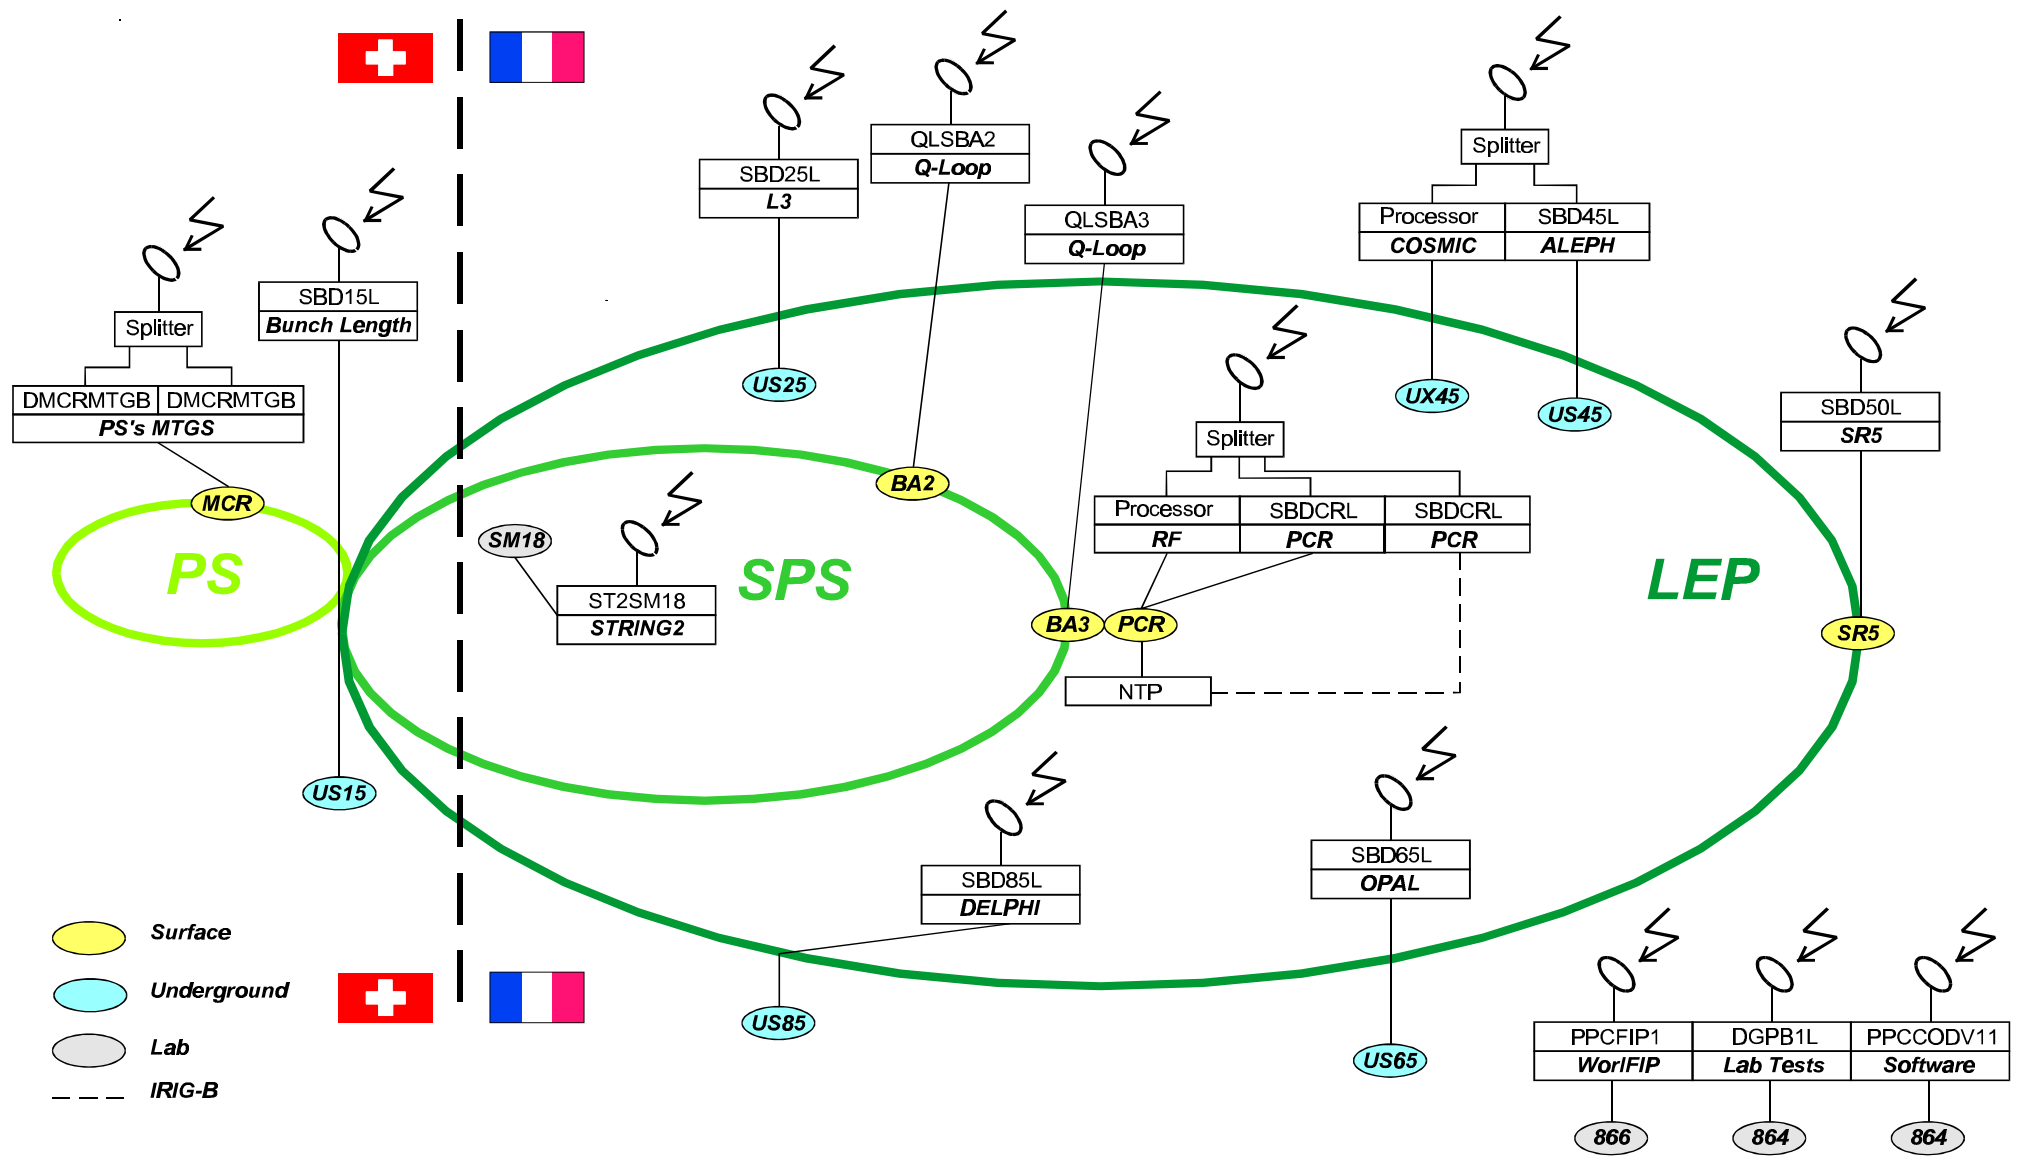 QLSBA2
Q-Loop
SBD25L
L3
QLSBA3
Q-Loop
Splitter
Processor
COSMIC
SBD45L
ALEPH
SBD15L
Bunch Length
Splitter
DMCRMTGB
DMCRMTGB
PS's MTGS
US25
UX45
US45
SBD50L
SR5
Splitter
MCR
BA2
Processor
RF
SBDCRL
PCR
SBDCRL
PCR
SM18
PS
SPS
LEP
ST2SM18
STRING2
BA3
PCR
SR5
NTP
US15
SBD85L
DELPHI
SBD65L
OPAL
US85
US65
Surface
Underground
Lab
IRIG-B
PPCFIP1
WorlFIP
DGPB1L
Lab Tests
PPCCODV11
Software
866
864
864